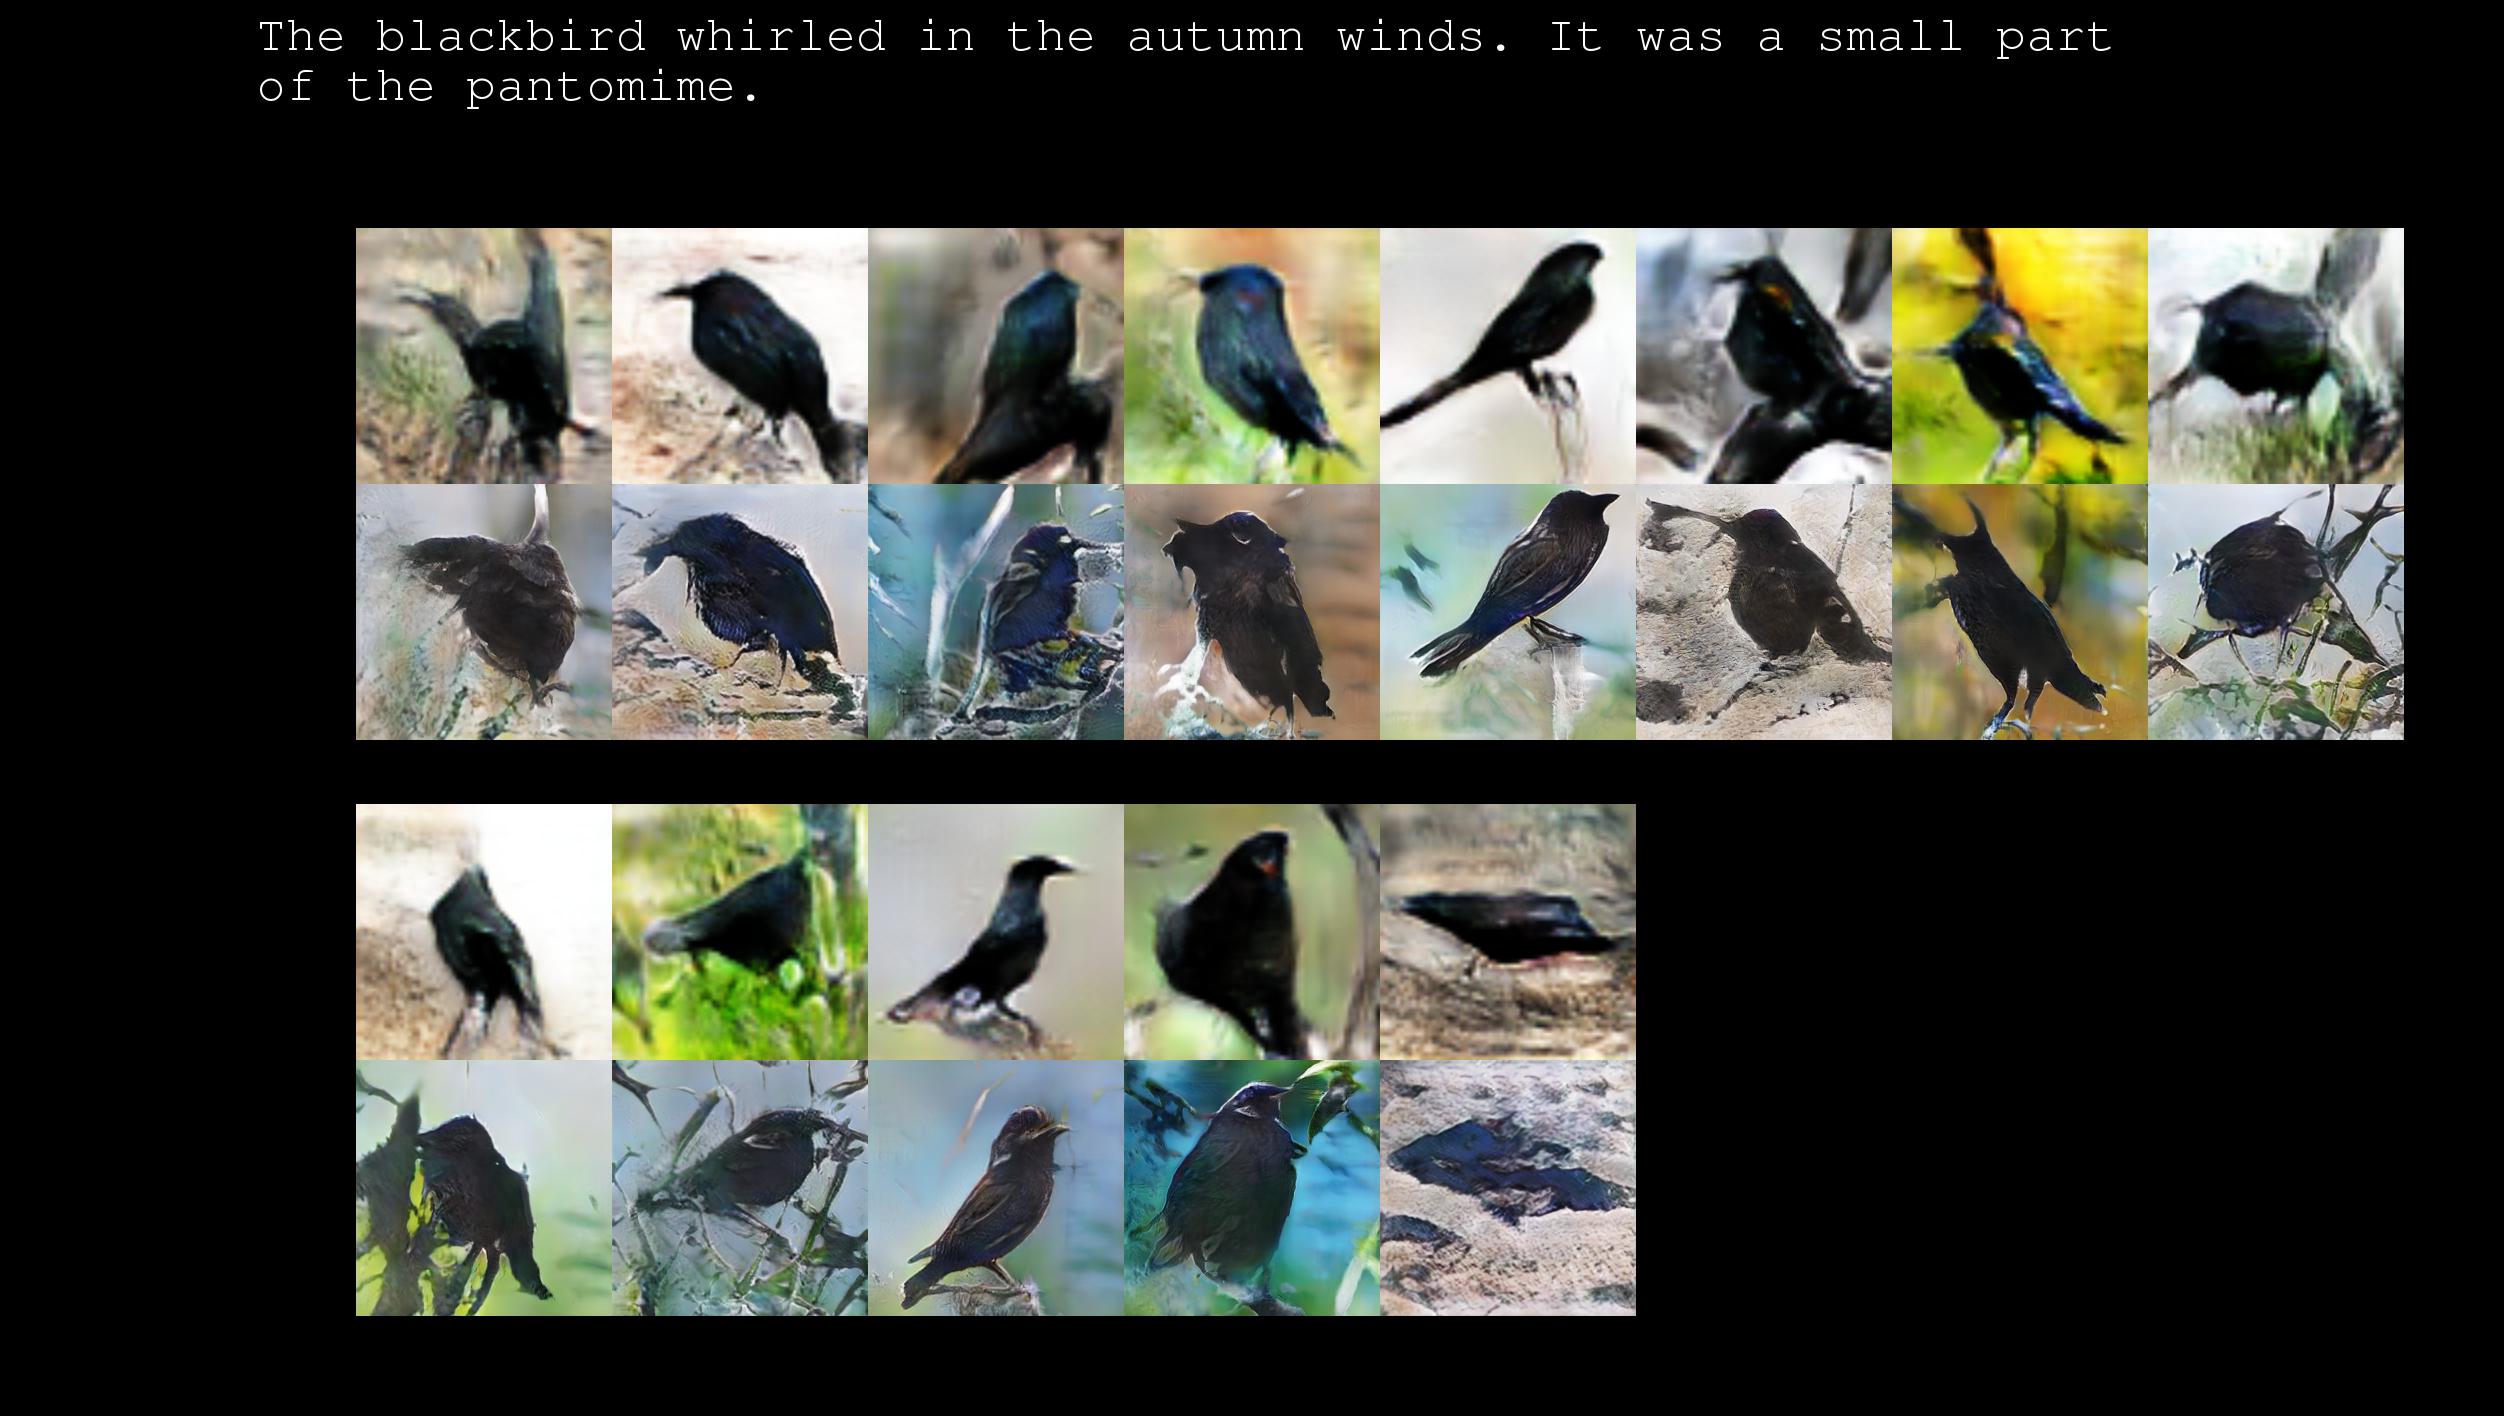 The blackbird whirled in the autumn winds. It was a small part
of the pantomime.